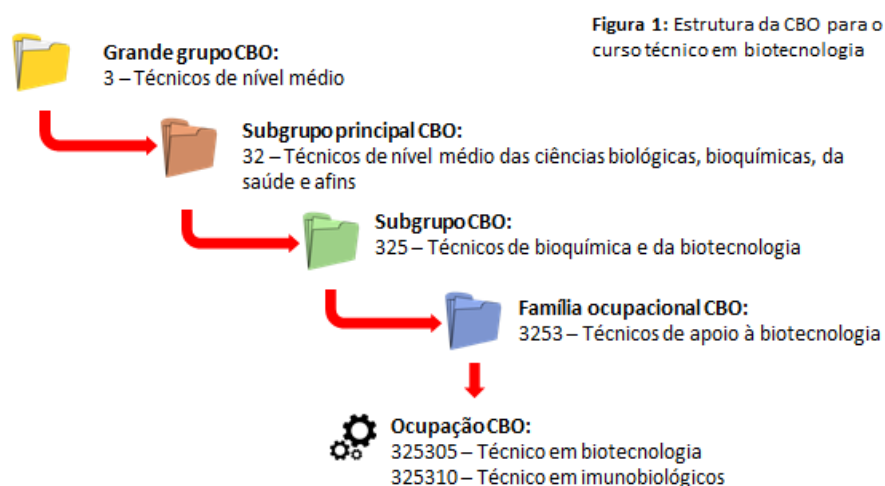 Figura 1: Estrutura da CBO para o
curso técnico em biotecnologia
Grande grupo CBO:
3 – Técnicos de nível médio
Subgrupo principal CBO:
32 – Técnicos de nível médio das ciências biológicas, bioquímicas, da
saúde e afins
Subgrupo CBO:
325 – Técnicos de bioquímica e da biotecnologia
Família ocupacional CBO:
3253 – Técnicos de apoio à biotecnologia
Ocupação CBO:
325305 – Técnico em biotecnologia
325310 – Técnico em imunobiológicos